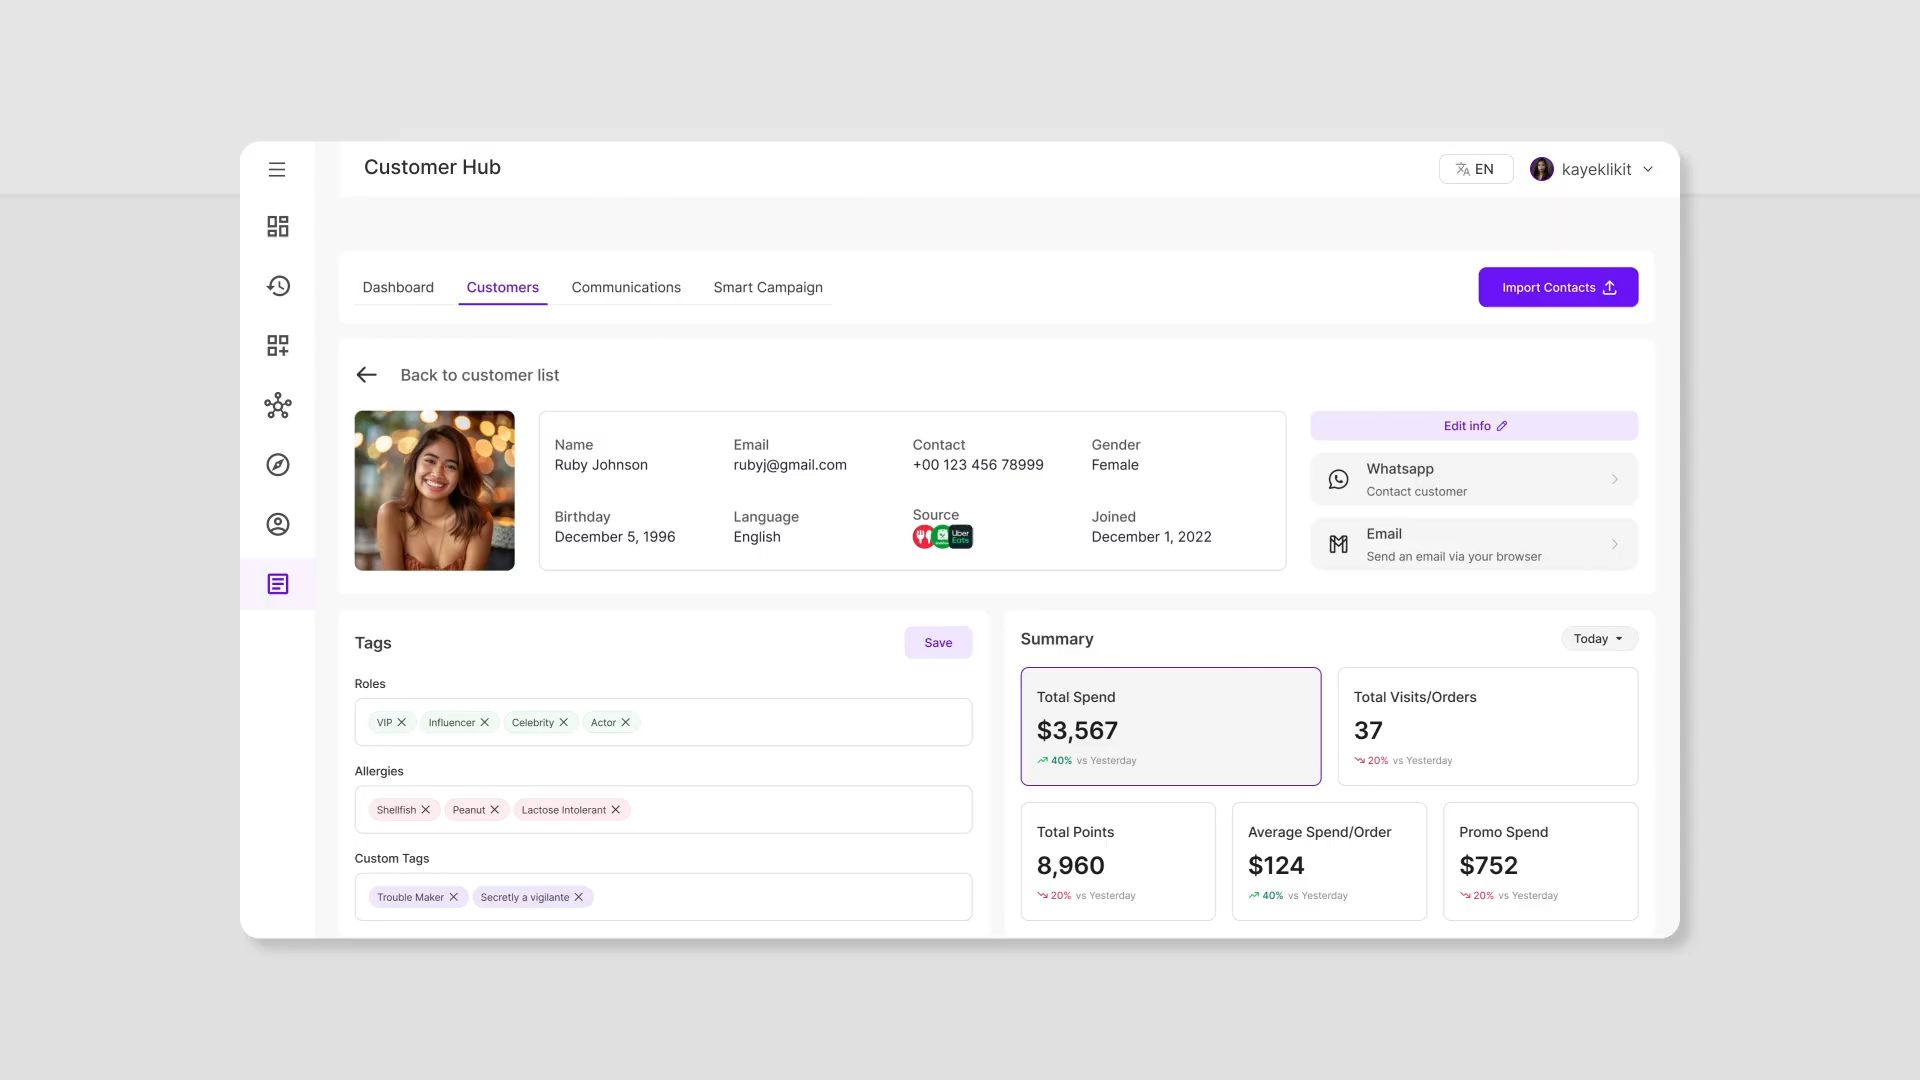 Customer Hub
EN
kayeklikit
Dashboard
Customers
Communications
Smart Campaign
Import Contacts
Back to customer list
Name
Ruby Johnson
Email
rubyj@gmail.com
Contact
+00 123 456 78999
Gender
Female
Birthday
December 5, 1996
Language
English
Source
Uber
Eats
Joined
December 1, 2022
Edit info
Whatsapp
Contact customer
Email
Send an email via your browser
Tags
Save
Roles
VIP
Influencer
Celebrity
Actor
Allergies
Shellfish
Peanut
Lactose Intolerant
Custom Tags
Trouble Maker
Secretly a vigilante
Summary
Today
Total Spend
$3,567
40% vs Yesterday
Total Visits/Orders
37
20% vs Yesterday
Total Points
8,960
20% vs Yesterday
Average Spend/Order
$124
40% vs Yesterday
Promo Spend
$752
20% vs Yesterday